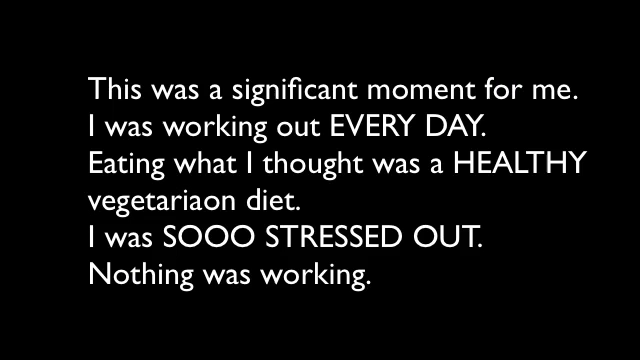 This was a significant moment for me.
I was working out EVERY DAY.
Eating what I thought was a HEALTHY
vegetariaon diet.
I was SOOO STRESSED OUT.
Nothing was working.